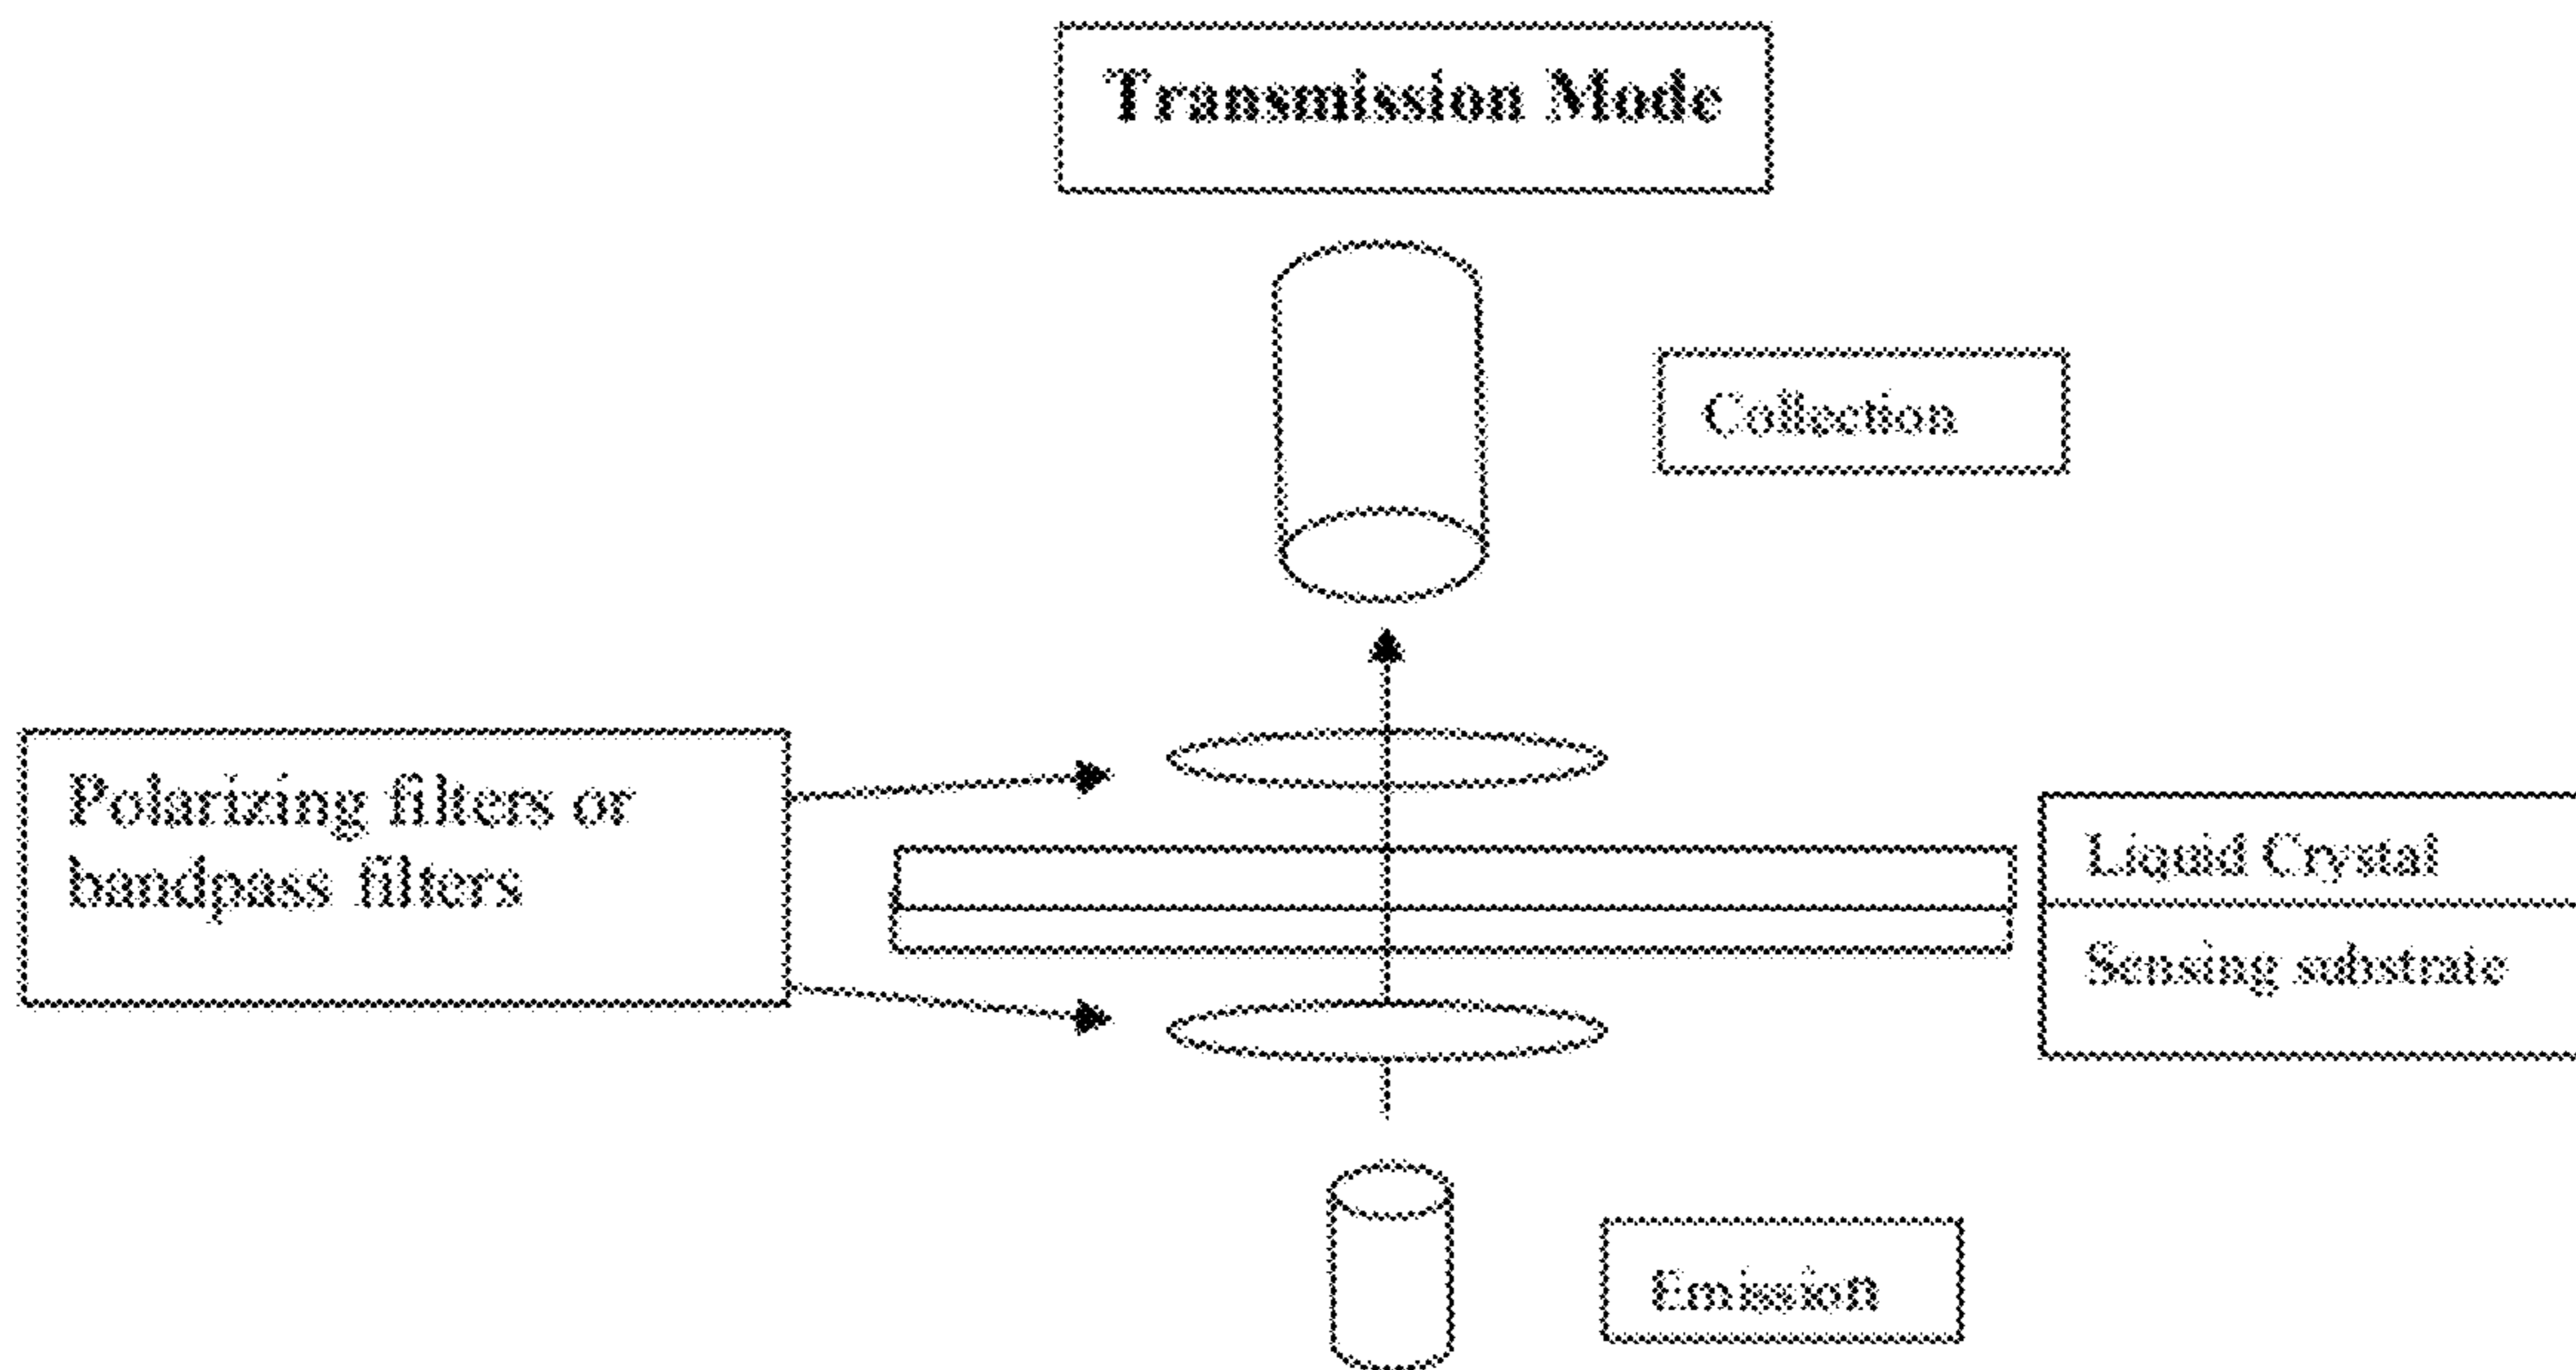 Transmission Mode
Collection
Polarizing filters or
bandpass filters
Liquid Crystal
Sensing substrate
Emission